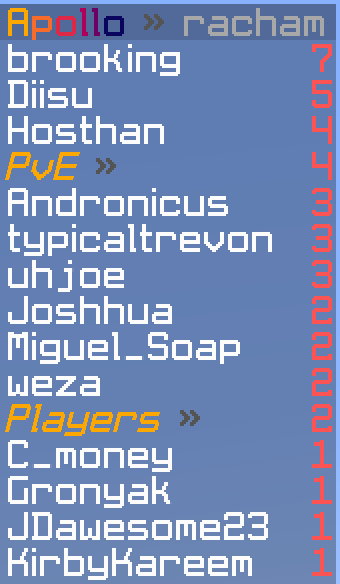 Apollo » racham
brooking 7
Diisu 5
Hosthan 4
PvE » 4
Andronicus 3
typicaltrevon 3
uhjoe 3
Joshhua 2
Miguel_Soap 2
weza 2
Players » 2
C_money 1
Gronyak 1
JDawesome23 1
KirbyKareem 1